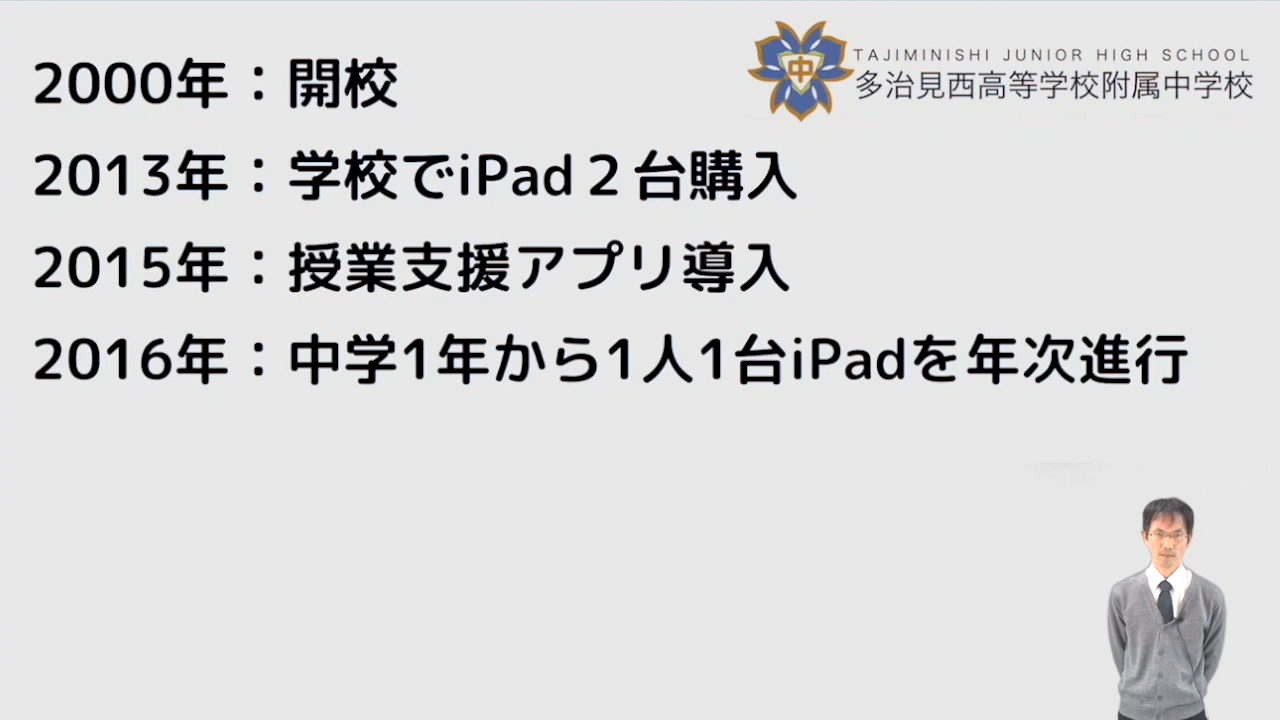 TAJIMINISHI JUNIOR HIGH SCHOOL
中
多治見西高等学校附属中学校
2000年：開校
2013年：学校でiPad２台購入
2015年：授業支援アプリ導入
2016年：中学1年から1人1台iPadを年次進行